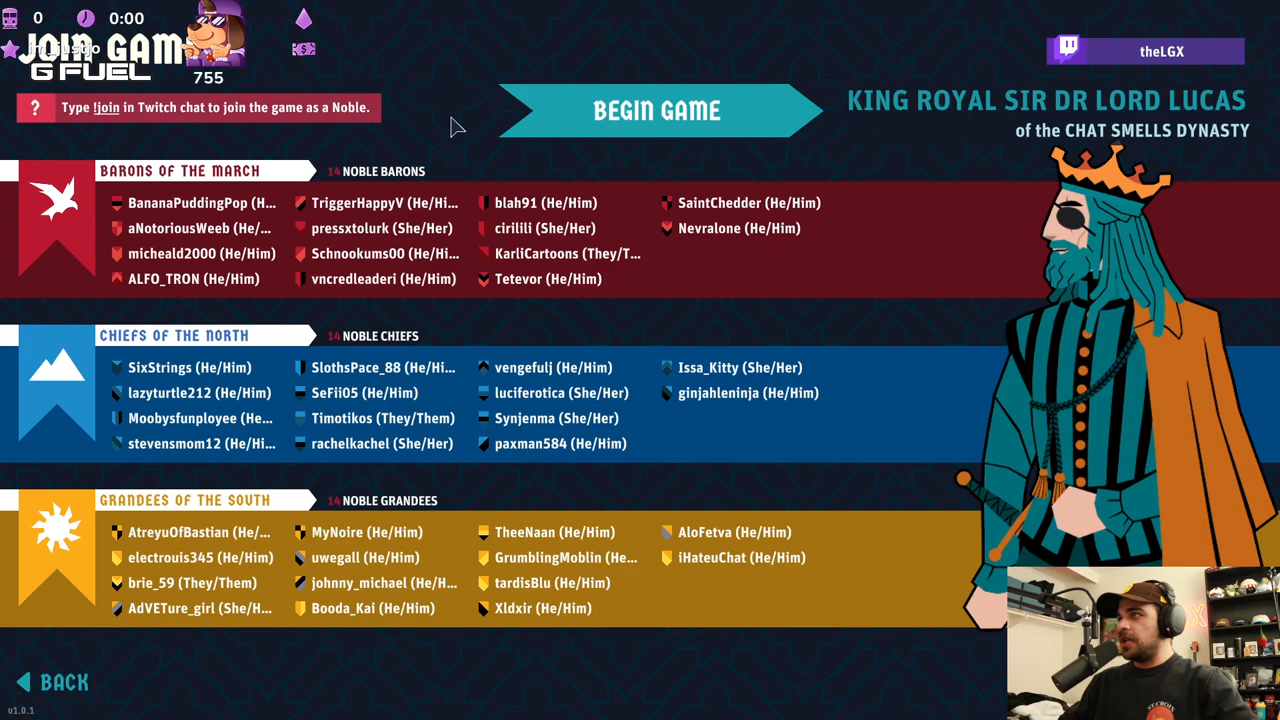 0
0:00
JOIN GAM
G FUEL
755
theLGX
? Type !join in Twitch chat to join the game as a Noble.
BEGIN GAME
KING ROYAL SIR DR LORD LUCAS
of the CHAT SMELLS DYNASTY
BARONS OF THE MARCH
14 NOBLE BARONS
BananaPuddingPop (H... TriggerHappyV (He/Hi... blah91 (He/Him) SaintChedder (He/Him)
aNotoriousWeeb (He/... pressxtolurk (She/Her) cirilili (She/Her) Nevralone (He/Him)
micheald2000 (He/Him) Schnookums00 (He/Hi... KarliCartoons (They/T...
ALFO_TRON (He/Him) vncredleaderi (He/Him) Tetevor (He/Him)
CHIEFS OF THE NORTH
14 NOBLE CHIEFS
SixStrings (He/Him) SlothsPace_88 (He/Hi... vengefulj (He/Him) Issa_Kitty (She/Her)
lazyturtle212 (He/Him) SeFii05 (He/Him) luciferotica (She/Her) ginjahleninja (He/Him)
Moobysfunployee (He... Timotikos (They/Them) Synjenma (She/Her)
stevensmom12 (He/Hi... rachelkachel (She/Her) paxman584 (He/Him)
GRANDEES OF THE SOUTH
14 NOBLE GRANDEES
AtreyuOfBastian (He/... MyNoire (He/Him) TheeNaan (He/Him) AloFetva (He/Him)
electrouis345 (He/Him) uwegall (He/Him) GrumblingMoblin (He... iHateuChat (He/Him)
brie_59 (They/Them) johnny_michael (He/H... tardisBlu (He/Him)
AdVETure_girl (She/H... Booda_Kai (He/Him) Xldxir (He/Him)
BACK
v1.0.1